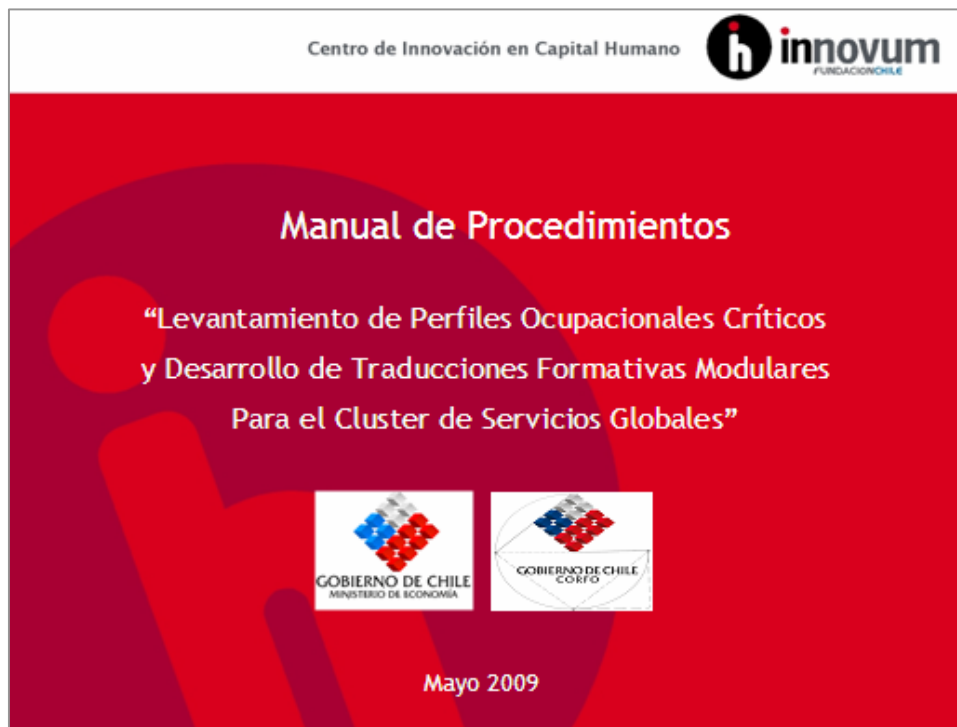 Centro de Innovación en Capital Humano
innovum
FUNDACIONCHILE
Manual de Procedimientos
“Levantamiento de Perfiles Ocupacionales Críticos
y Desarrollo de Traducciones Formativas Modulares
Para el Cluster de Servicios Globales”
GOBIERNO DE CHILE
MINISTERIO DE ECONOMÍA
GOBIERNO DE CHILE
CORFO
Mayo 2009